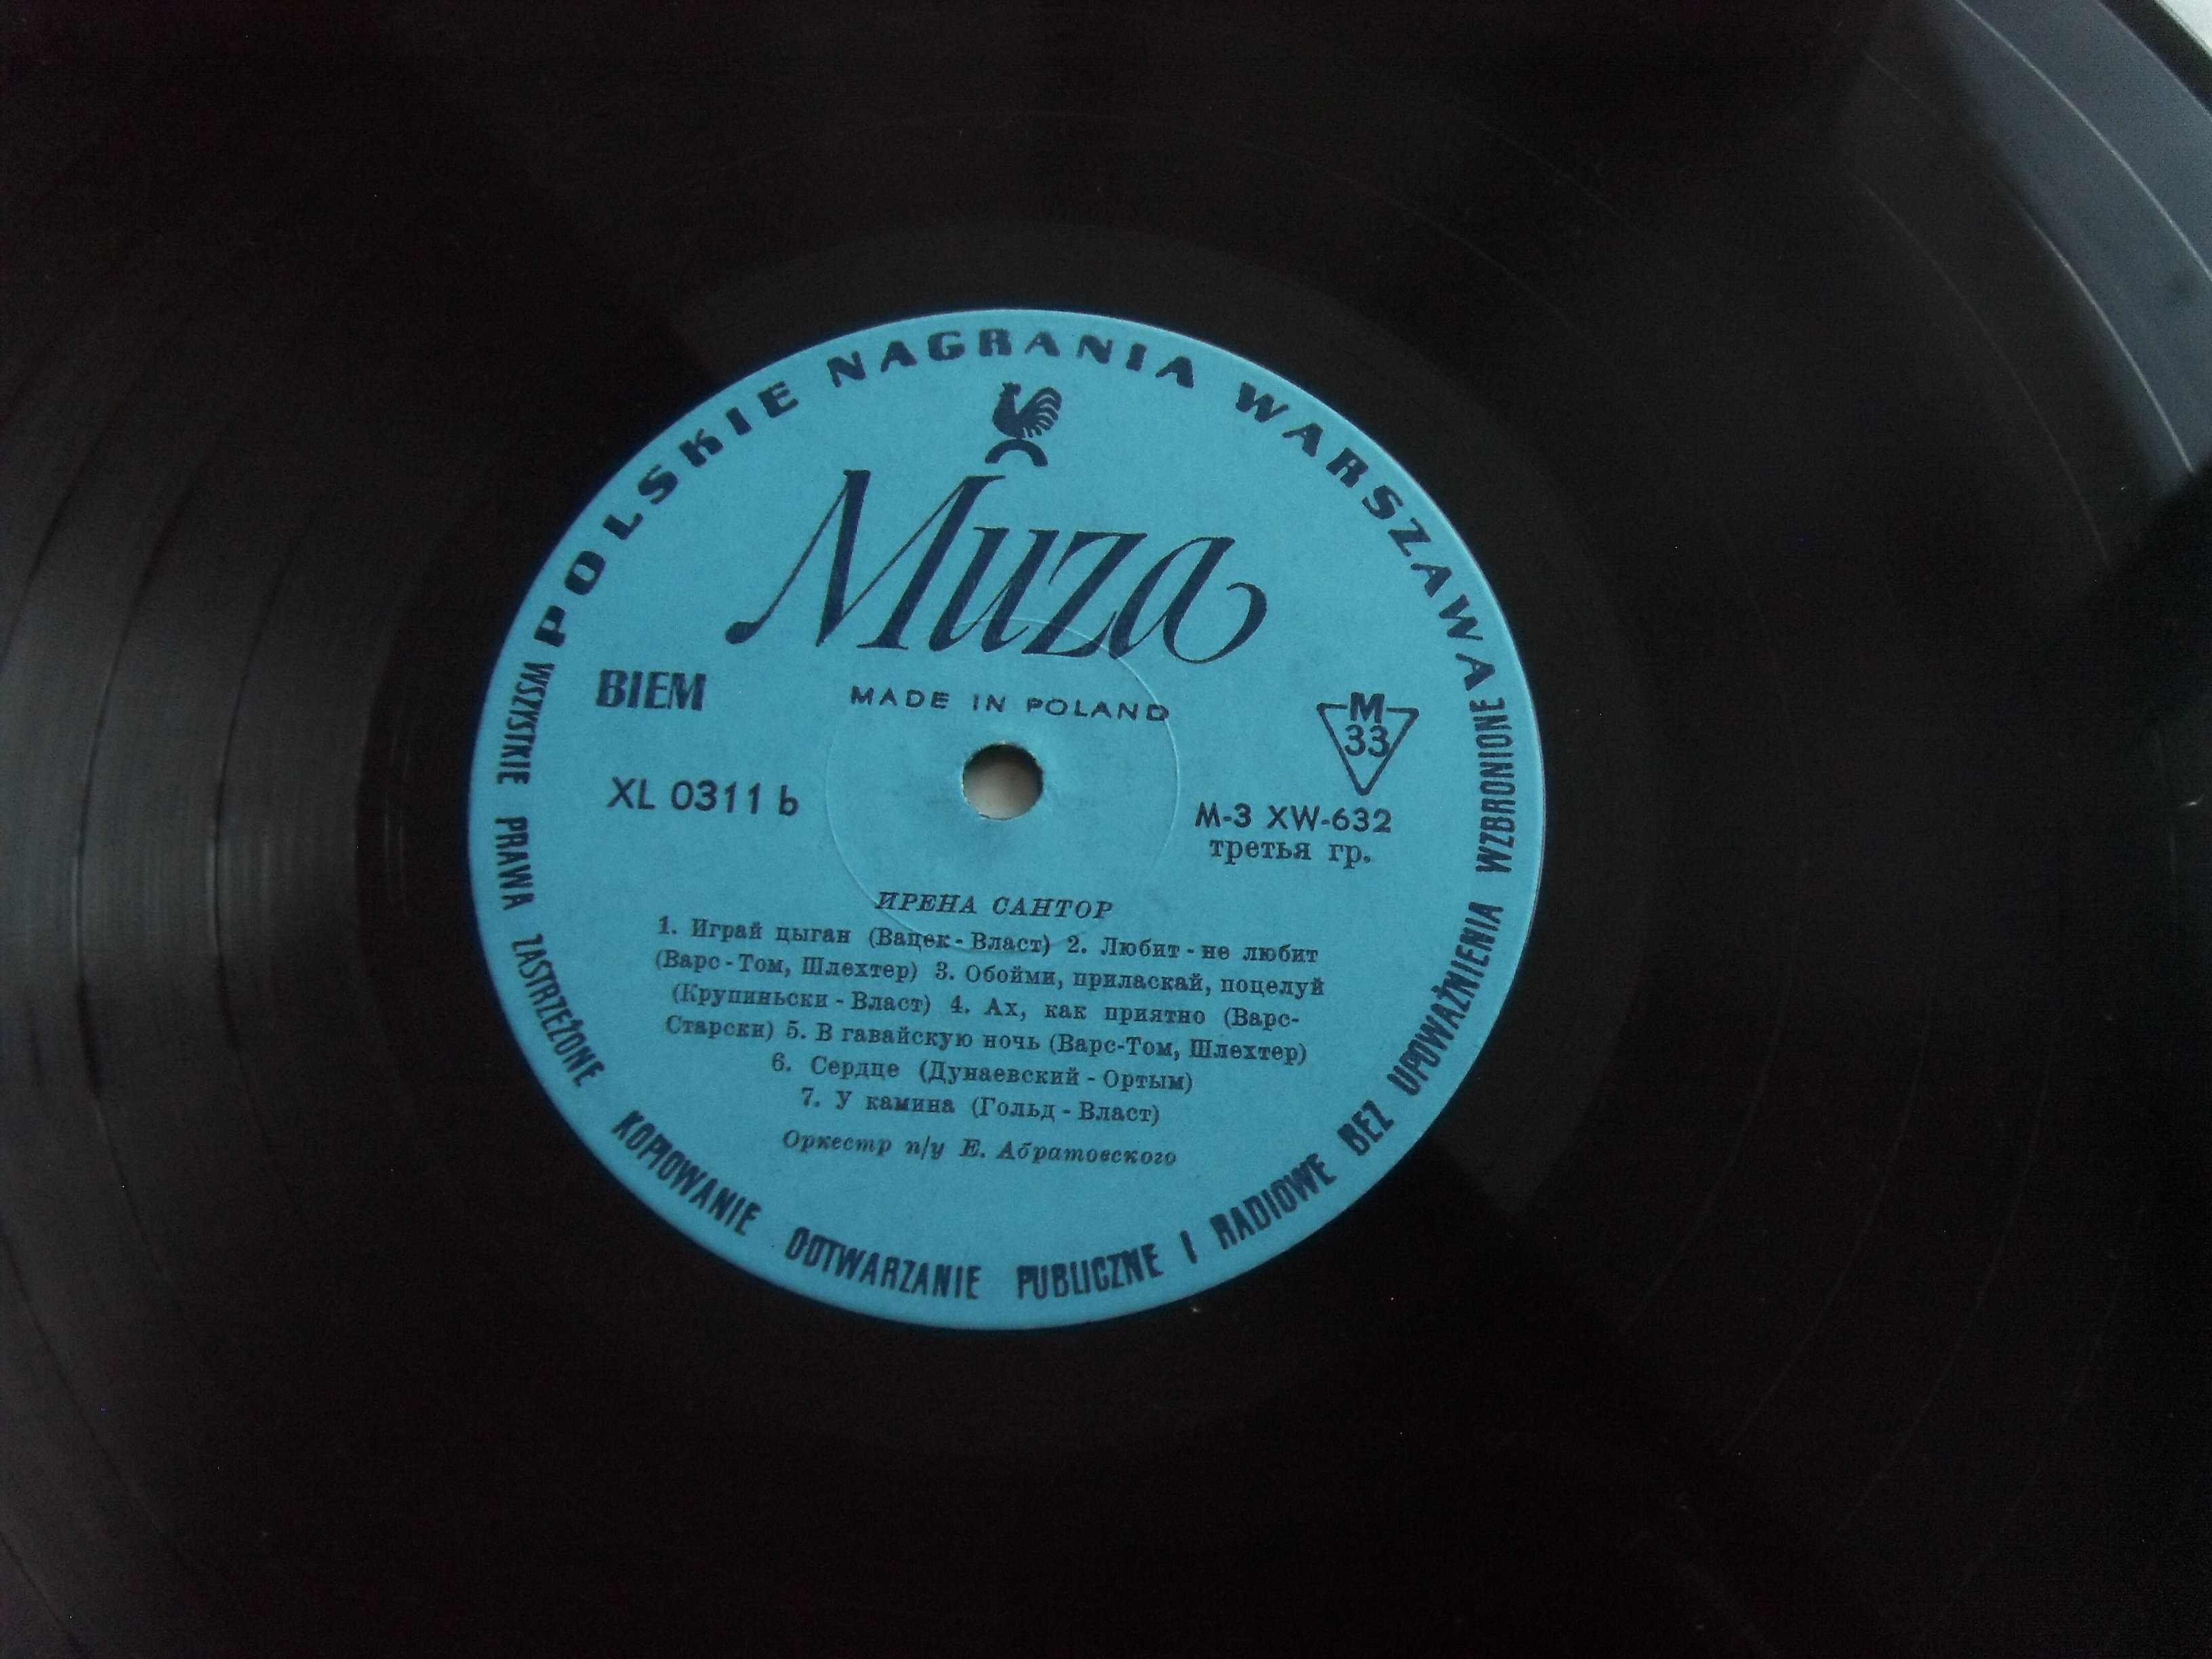 POLSKIE NAGRANIA WARSZAWA
Muza
BIEM
MADE IN POLAND
M
33
XL 0311 b
M-3 XW-632
третья гр.
ИРЕНА САНТОР
1. Играй цыган (Вацек - Власт) 2. Любит - не любит
(Варс - Том, Шлехтер) 3. Обойми, приласкай, поцелуй
(Крупиньски - Власт) 4. Ах, как приятно (Варс-
Старски) 5. В гавайскую ночь (Варс-Том, Шлехтер)
6. Сердце (Дунаевский - Ортым)
7. У камина (Гольд - Власт)
Оркестр п/у Е. Абратовского
WSZYSTKIE PRAWA ZASTRZEŻONE KOPIOWANIE ODTWARZANIE PUBLICZNE I RADIOWE BEZ UPOWAŻNIENIA WZBRONIONE